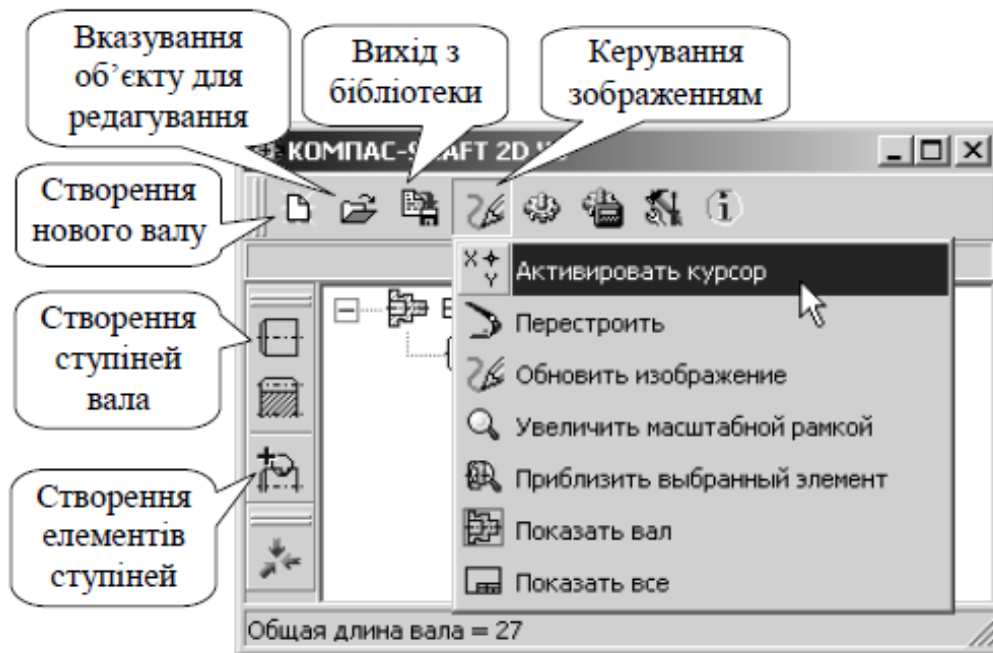 Вказування
об’єкту для
редагування
Вихід з
бібліотеки
Керування
зображенням
Створення
нового валу
Створення
ступіней
вала
Створення
елементів
ступіней
2D
X
Y
Активировать курсор
Перестроить
Обновить изображение
Увеличить масштабной рамкой
Приблизить выбранный элемент
Показать вал
Показать все
Общая длина вала = 27